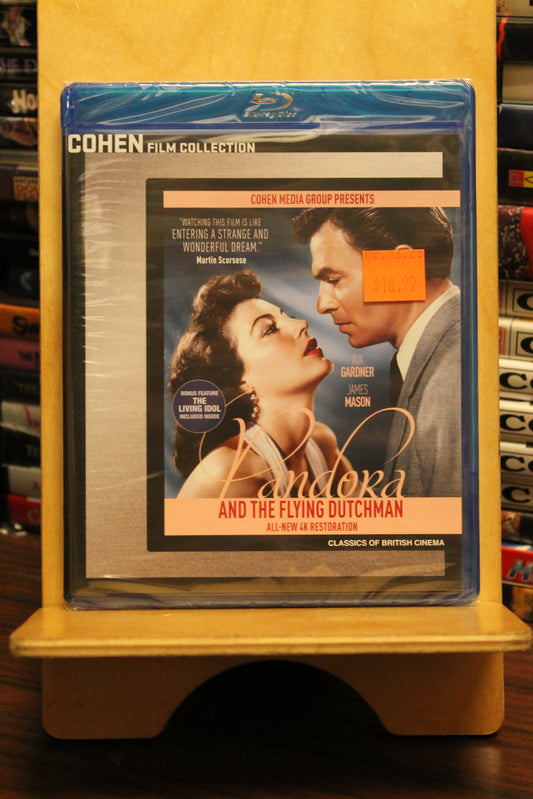 Blu-ray Disc
COHEN FILM COLLECTION
COHEN MEDIA GROUP PRESENTS
"WATCHING THIS FILM IS LIKE
ENTERING A STRANGE AND
WONDERFUL DREAM."
Martin Scorsese
$18.99
AVA
GARDNER
JAMES
MASON
BONUS FEATURE
THE
LIVING IDOL
INCLUDED INSIDE
Pandora
AND THE FLYING DUTCHMAN
ALL-NEW 4K RESTORATION
CLASSICS OF BRITISH CINEMA